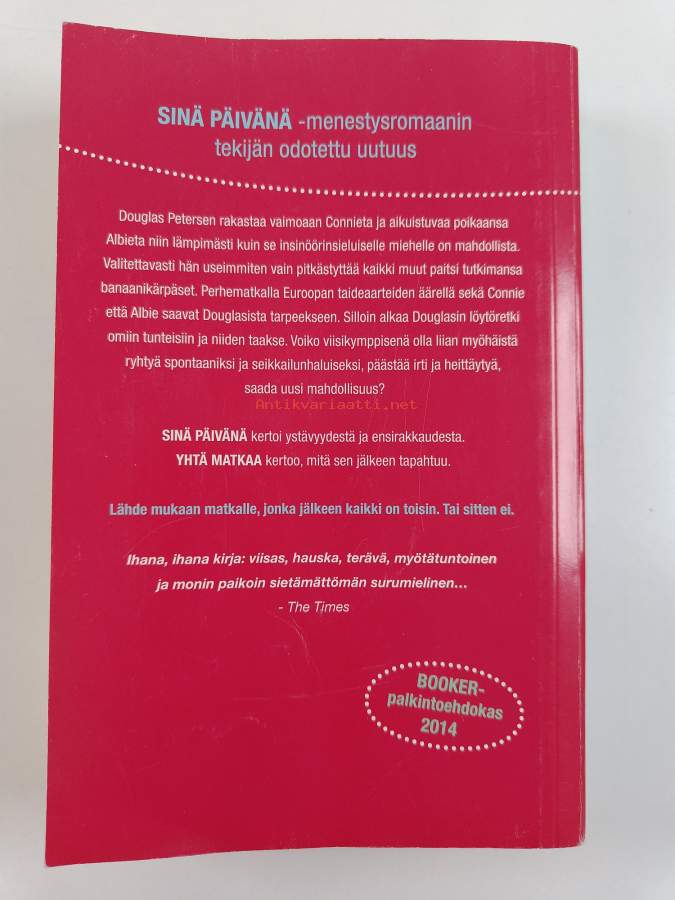 SINÄ PÄIVÄNÄ -menestysromaanin
tekijän odotettu uutuus
Douglas Petersen rakastaa vaimoaan Connieta ja aikuistuvaa poikaansa
Albieta niin lämpimästi kuin se insinöörinsieluiselle miehelle on mahdollista.
Valitettavasti hän useimmiten vain pitkästyttää kaikki muut paitsi tutkimansa
banaanikärpäset. Perhematkalla Euroopan taideaarteiden äärellä sekä Connie
että Albie saavat Douglasista tarpeekseen. Silloin alkaa Douglasin löytöretki
omiin tunteisiin ja niiden taakse. Voiko viisikymppisenä olla liian myöhäistä
ryhtyä spontaaniksi ja seikkailunhaluiseksi, päästää irti ja heittäytyä,
saada uusi mahdollisuus?
Antikvariaatti.net
SINÄ PÄIVÄNÄ kertoi ystävyydestä ja ensirakkaudesta.
YHTÄ MATKAA kertoo, mitä sen jälkeen tapahtuu.
Lähde mukaan matkalle, jonka jälkeen kaikki on toisin. Tai sitten ei.
Ihana, ihana kirja: viisas, hauska, terävä, myötätuntoinen
ja monin paikoin sietämättömän surumielinen...
- The Times
BOOKER-
palkintoehdokas
2014